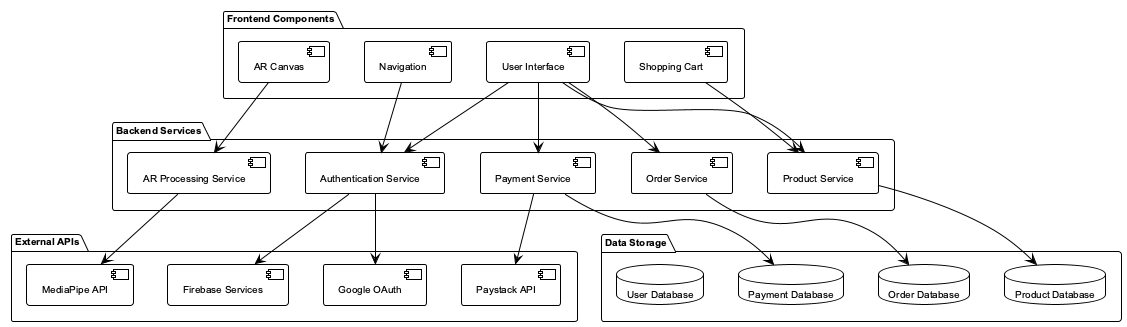 Frontend Components
AR Canvas
Navigation
User Interface
Shopping Cart
Backend Services
AR Processing Service
Authentication Service
Payment Service
Order Service
Product Service
External APIs
MediaPipe API
Firebase Services
Google OAuth
Paystack API
Data Storage
User Database
Payment Database
Order Database
Product Database